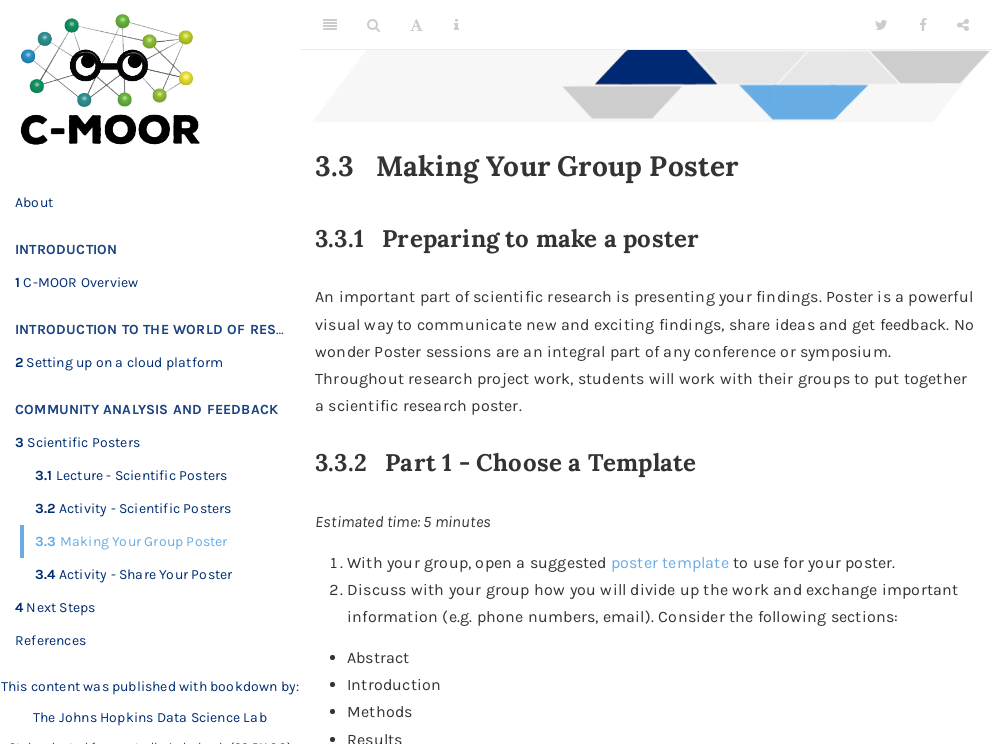 C-MOOR
About
INTRODUCTION
1 C-MOOR Overview
INTRODUCTION TO THE WORLD OF RES…
2 Setting up on a cloud platform
COMMUNITY ANALYSIS AND FEEDBACK
3 Scientific Posters
3.1 Lecture - Scientific Posters
3.2 Activity - Scientific Posters
3.3 Making Your Group Poster
3.4 Activity - Share Your Poster
4 Next Steps
References
This content was published with bookdown by:
The Johns Hopkins Data Science Lab
A
i
3.3 Making Your Group Poster
3.3.1 Preparing to make a poster
An important part of scientific research is presenting your findings. Poster is a powerful
visual way to communicate new and exciting findings, share ideas and get feedback. No
wonder Poster sessions are an integral part of any conference or symposium.
Throughout research project work, students will work with their groups to put together
a scientific research poster.
3.3.2 Part 1 - Choose a Template
Estimated time: 5 minutes
1. With your group, open a suggested poster template to use for your poster.
2. Discuss with your group how you will divide up the work and exchange important
information (e.g. phone numbers, email). Consider the following sections:
• Abstract
• Introduction
• Methods
• Results